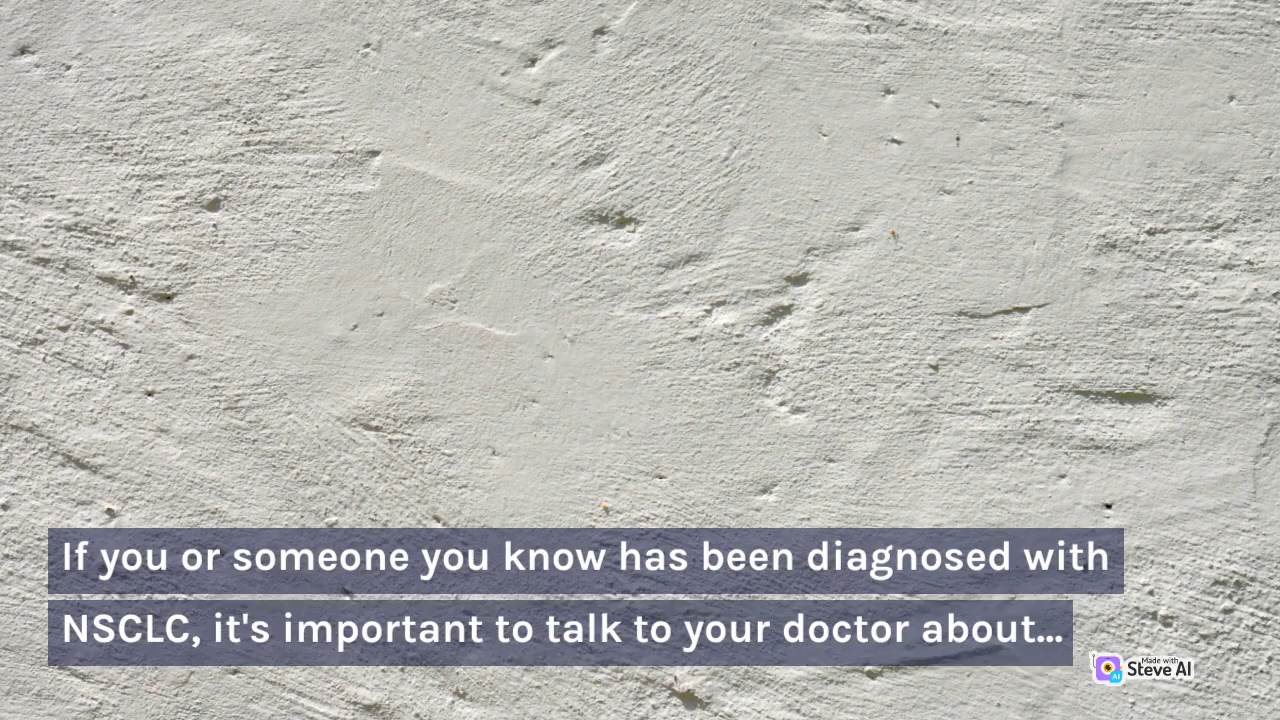 If you or someone you know has been diagnosed with
NSCLC, it's important to talk to your doctor about...
Made with
Steve AI
AI